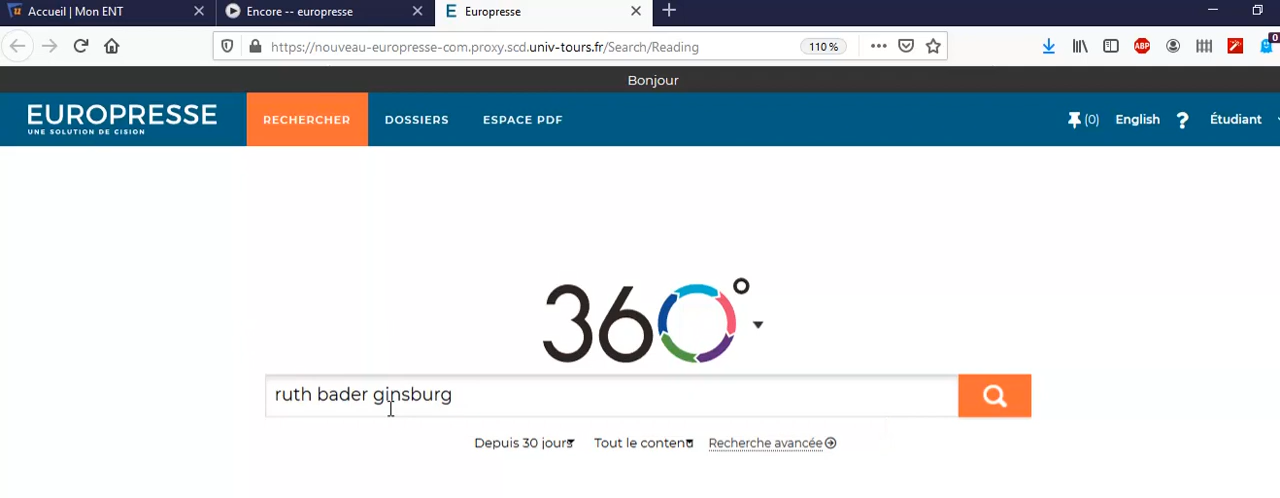 Accueil | Mon ENT
Encore -- europresse
Europresse
https://nouveau-europresse-com.proxy.scd.univ-tours.fr/Search/Reading
110 %
ABP
0
Bonjour
EUROPRESSE
UNE SOLUTION DE CISION
RECHERCHER
DOSSIERS
ESPACE PDF
(0)
English
?
Étudiant
360°
ruth bader ginsburg
Depuis 30 jours
Tout le contenu
Recherche avancée